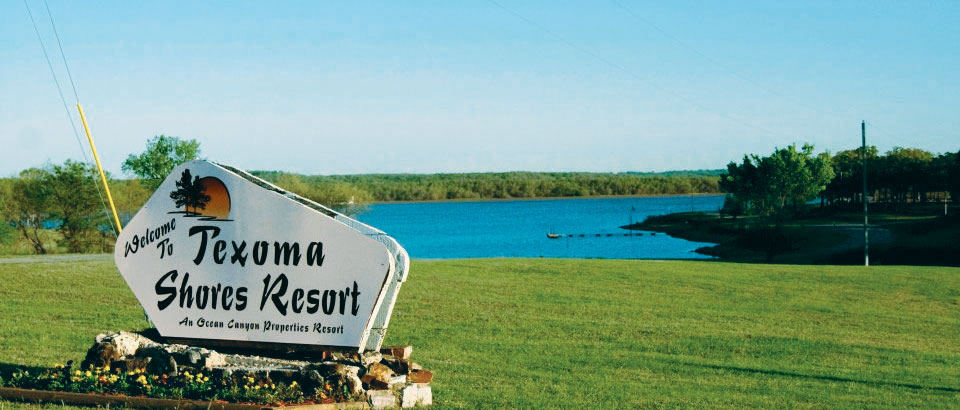 Welcome
To
Texoma
Shores Resort
An Ocean Canyon Properties Resort